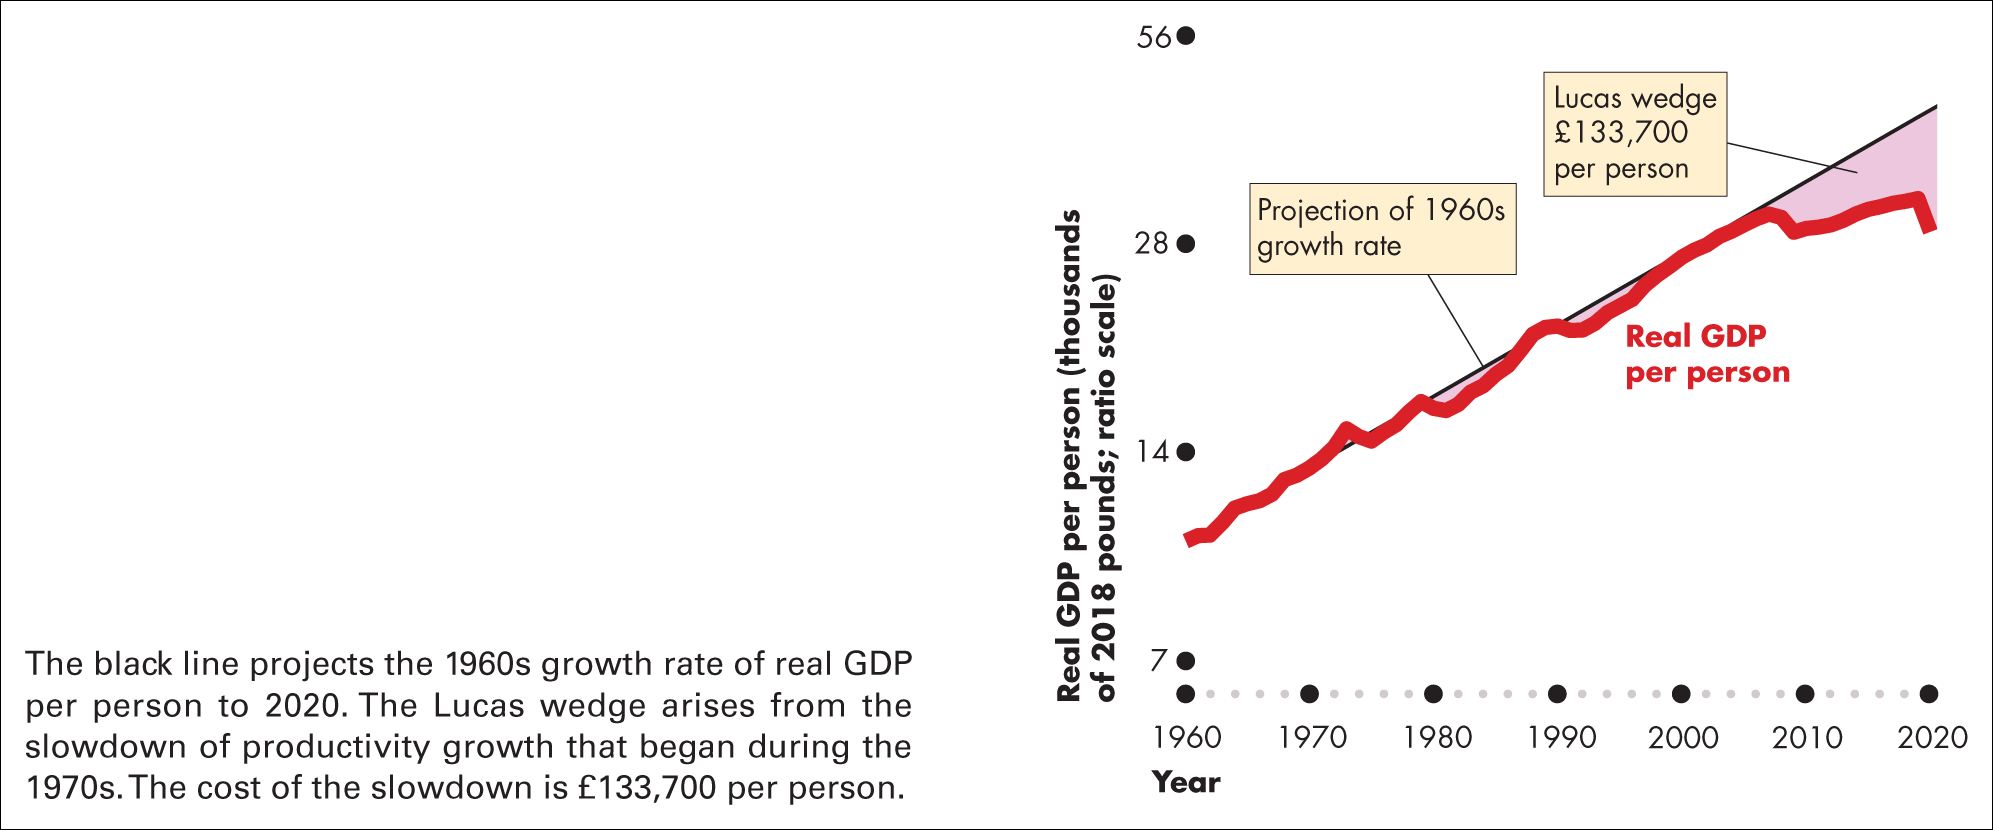 The black line projects the 1960s growth rate of real GDP
per person to 2020. The Lucas wedge arises from the
slowdown of productivity growth that began during the
1970s. The cost of the slowdown is £133,700 per person.
Real GDP per person (thousands
of 2018 pounds; ratio scale)
56
28
14
7
Lucas wedge
£133,700
per person
Projection of 1960s
growth rate
Real GDP
per person
1960 1970 1980 1990 2000 2010 2020
Year